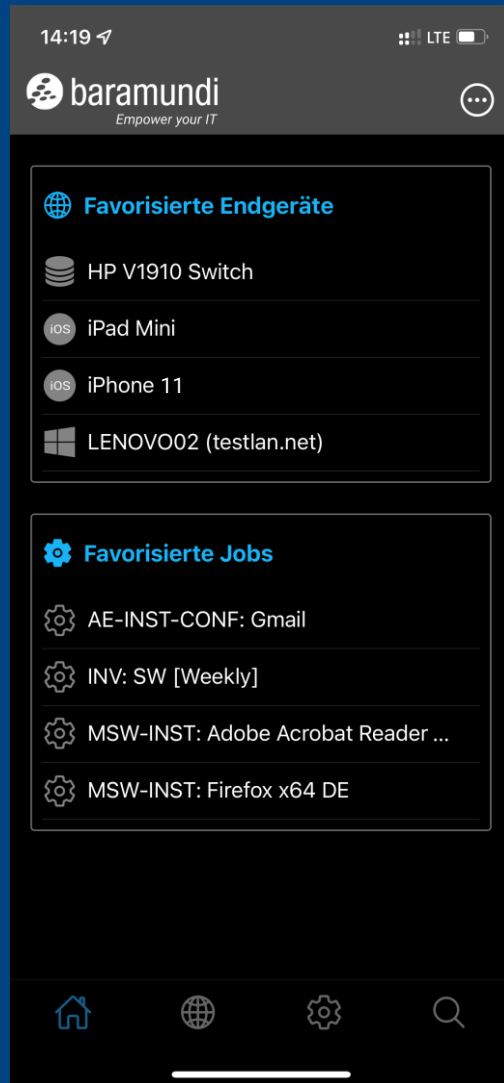 14:19
LTE
baramundi
Empower your IT
Favorisierte Endgeräte
HP V1910 Switch
iOS iPad Mini
iOS iPhone 11
LENOVO02 (testlan.net)
Favorisierte Jobs
AE-INST-CONF: Gmail
INV: SW [Weekly]
MSW-INST: Adobe Acrobat Reader ...
MSW-INST: Firefox x64 DE